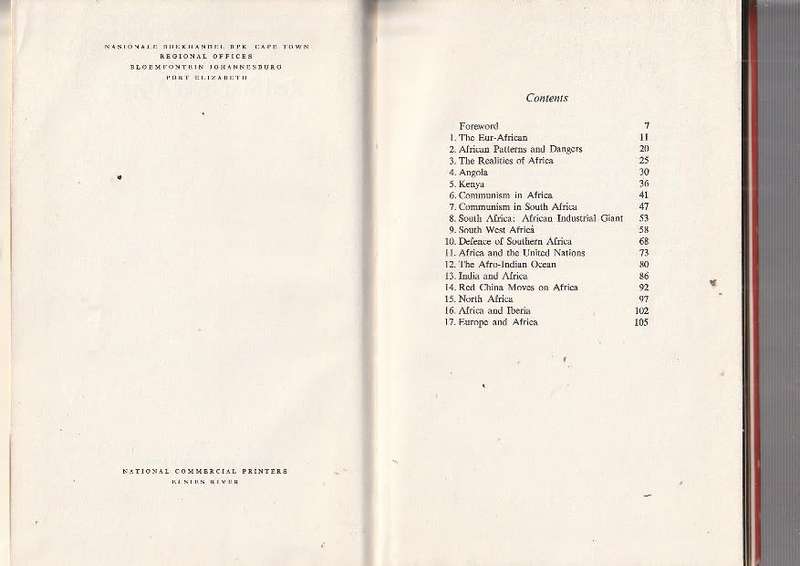 NASIONALE BOEKHANDEL BPK CAPE TOWN
REGIONAL OFFICES
BLOEMFONTEIN JOHANNESBURG
PORT ELIZABETH
NATIONAL COMMERCIAL PRINTERS
ELSIES RIVER
Contents
Foreword 7
1. The Eur-African 11
2. African Patterns and Dangers 20
3. The Realities of Africa 25
4. Angola 30
5. Kenya 36
6. Communism in Africa 41
7. Communism in South Africa 47
8. South Africa: African Industrial Giant 53
9. South West Africa 58
10. Defence of Southern Africa 68
11. Africa and the United Nations 73
12. The Afro-Indian Ocean 80
13. India and Africa 86
14. Red China Moves on Africa 92
15. North Africa 97
16. Africa and Iberia 102
17. Europe and Africa 105